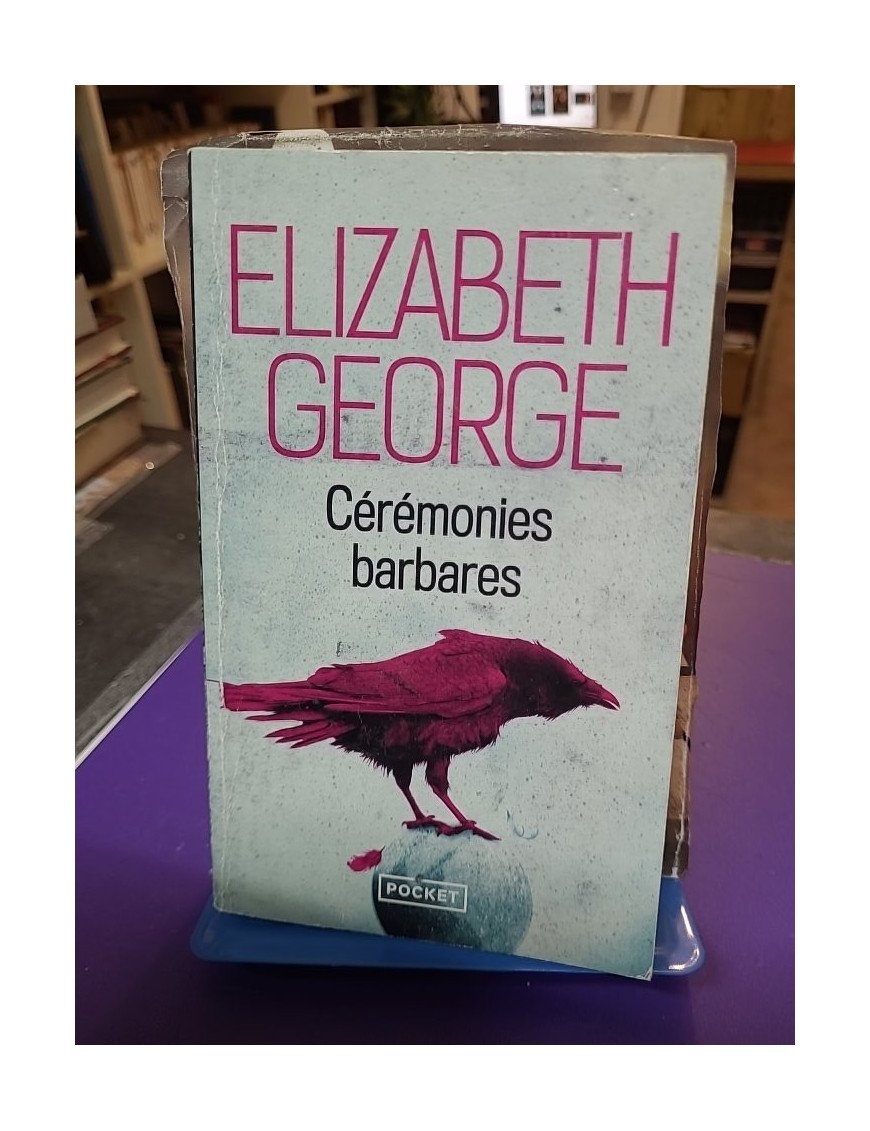 ELIZABETH
GEORGE
Cérémonies
barbares
POCKET